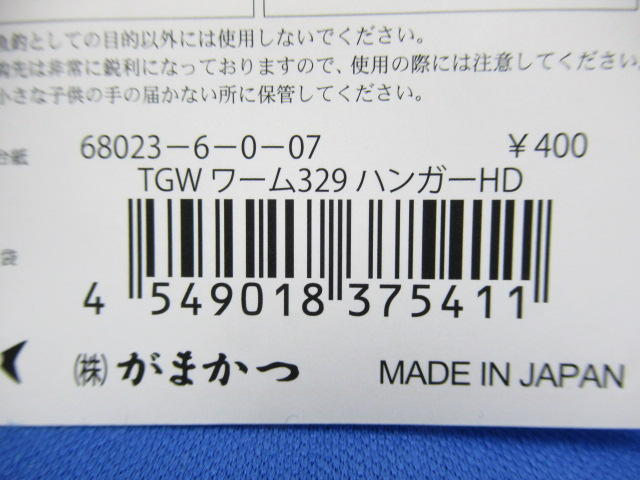 魚釣としての目的以外には使用しないでください。
鈎先は非常に鋭利になっておりますので、使用の際には注意してください。
小さな子供の手の届かない所に保管してください。
台紙
68023-6-0-07 ¥400
TGW ワーム329 ハンガーHD
袋
4 549018 375411
㈱がまかつ MADE IN JAPAN